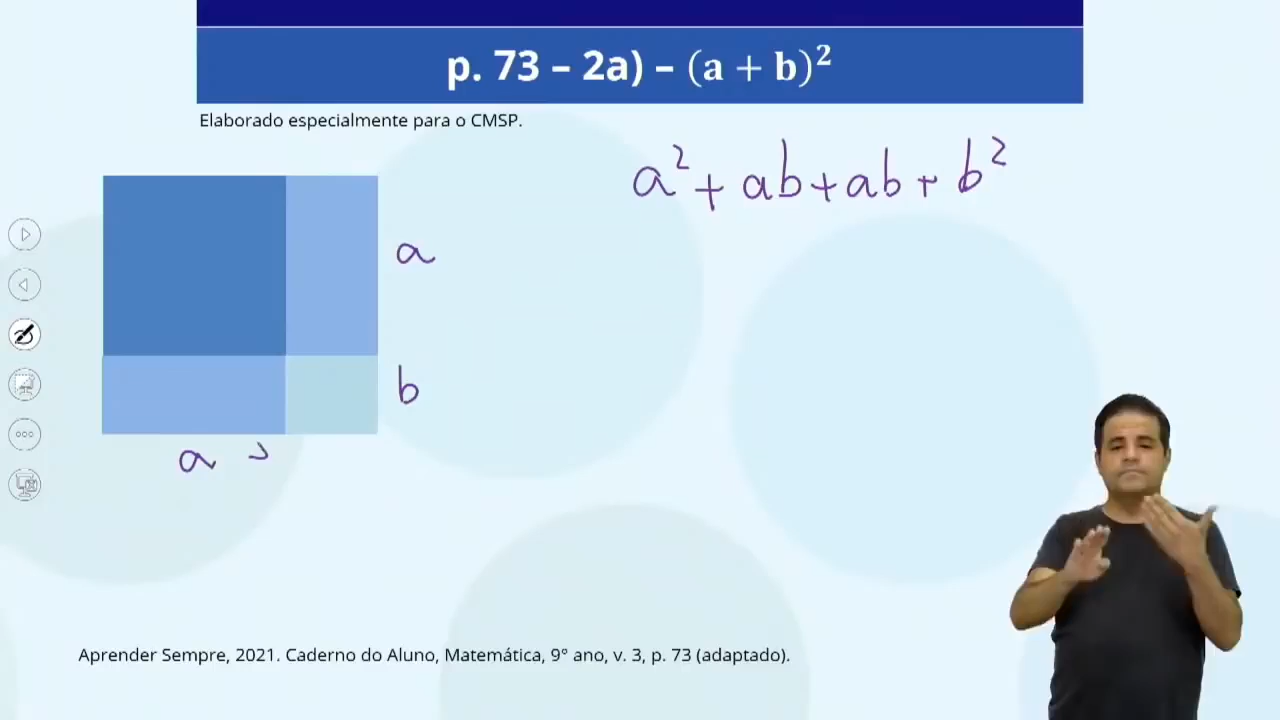 p. 73 – 2a) – (a + b)²
Elaborado especialmente para o CMSP.
a² + ab + ab + b²
a
b
a
Aprender Sempre, 2021. Caderno do Aluno, Matemática, 9° ano, v. 3, p. 73 (adaptado).